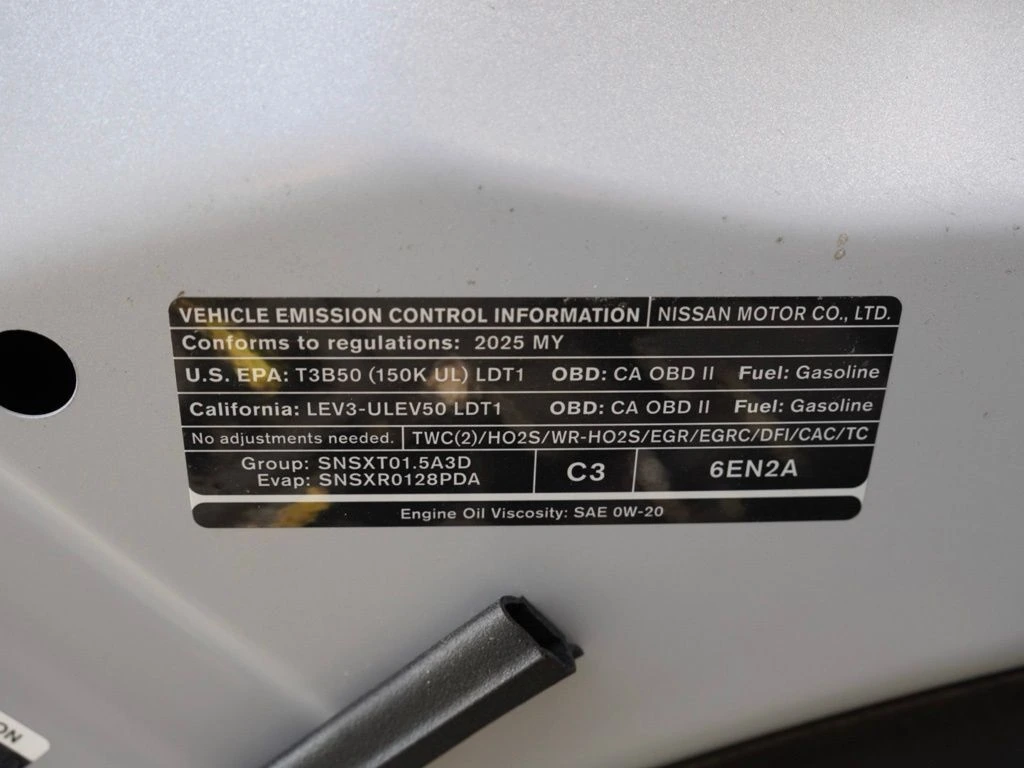 VEHICLE EMISSION CONTROL INFORMATION NISSAN MOTOR CO., LTD.
Conforms to regulations: 2025 MY
U.S. EPA: T3B50 (150K UL) LDT1 OBD: CA OBD II Fuel: Gasoline
California: LEV3-ULEV50 LDT1 OBD: CA OBD II Fuel: Gasoline
No adjustments needed. TWC(2)/HO2S/WR-HO2S/EGR/EGRC/DFI/CAC/TC
Group: SNSXT01.5A3D
Evap: SNSXR0128PDA
C3
6EN2A
Engine Oil Viscosity: SAE 0W-20